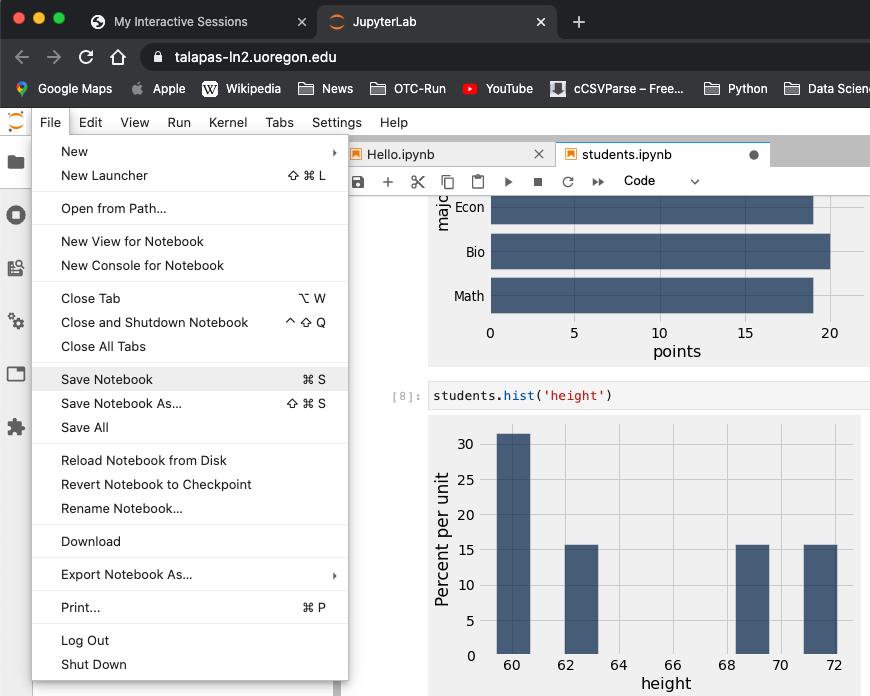 My Interactive Sessions
JupyterLab
talapas-ln2.uoregon.edu
Google Maps
Apple
W Wikipedia
News
OTC-Run
YouTube
cCSVParse – Free...
Python
Data Scien
File Edit View Run Kernel Tabs Settings Help
New
New Launcher ⇧ ⌘ L
Open from Path...
New View for Notebook
New Console for Notebook
Close Tab ⌥ W
Close and Shutdown Notebook ^ ⇧ Q
Close All Tabs
Save Notebook ⌘ S
Save Notebook As... ⇧ ⌘ S
Save All
Reload Notebook from Disk
Revert Notebook to Checkpoint
Rename Notebook...
Download
Export Notebook As...
Print... ⌘ P
Log Out
Shut Down
Hello.ipynb
students.ipynb
Code
majo
Econ
Bio
Math
0 5 10 15 20
points
[8]: students.hist('height')
Percent per unit
30
25
20
15
10
5
0
60 62 64 66 68 70 72
height